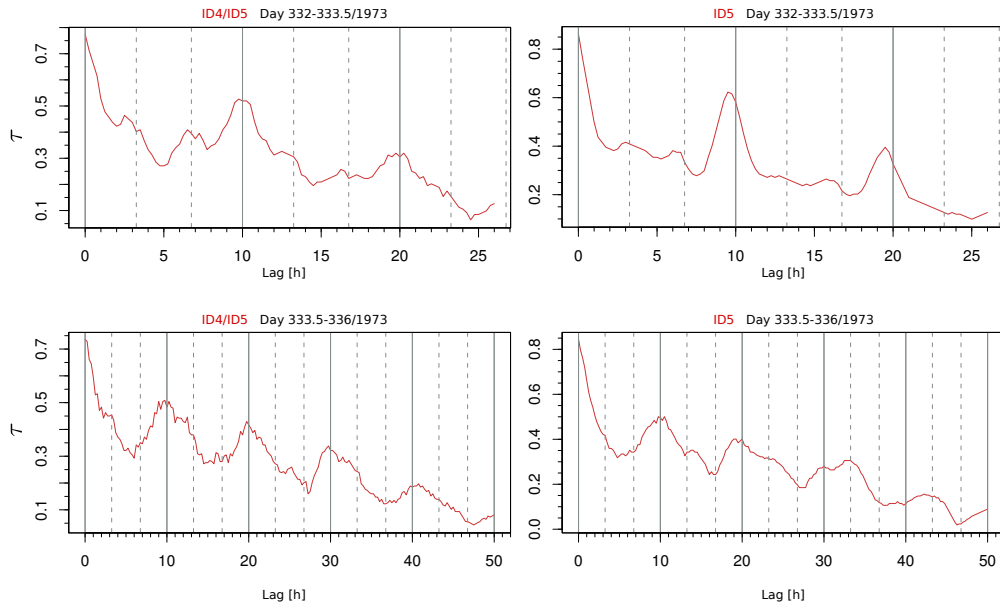 ID4/ID5 Day 332-333.5/1973
τ
0.7
0.5
0.3
0.1
0 5 10 15 20 25
Lag [h]
ID5 Day 332-333.5/1973
0.8
0.6
0.4
0.2
0 5 10 15 20 25
Lag [h]
ID4/ID5 Day 333.5-336/1973
τ
0.7
0.5
0.3
0.1
0 10 20 30 40 50
Lag [h]
ID5 Day 333.5-336/1973
0.8
0.6
0.4
0.2
0.0
0 10 20 30 40 50
Lag [h]